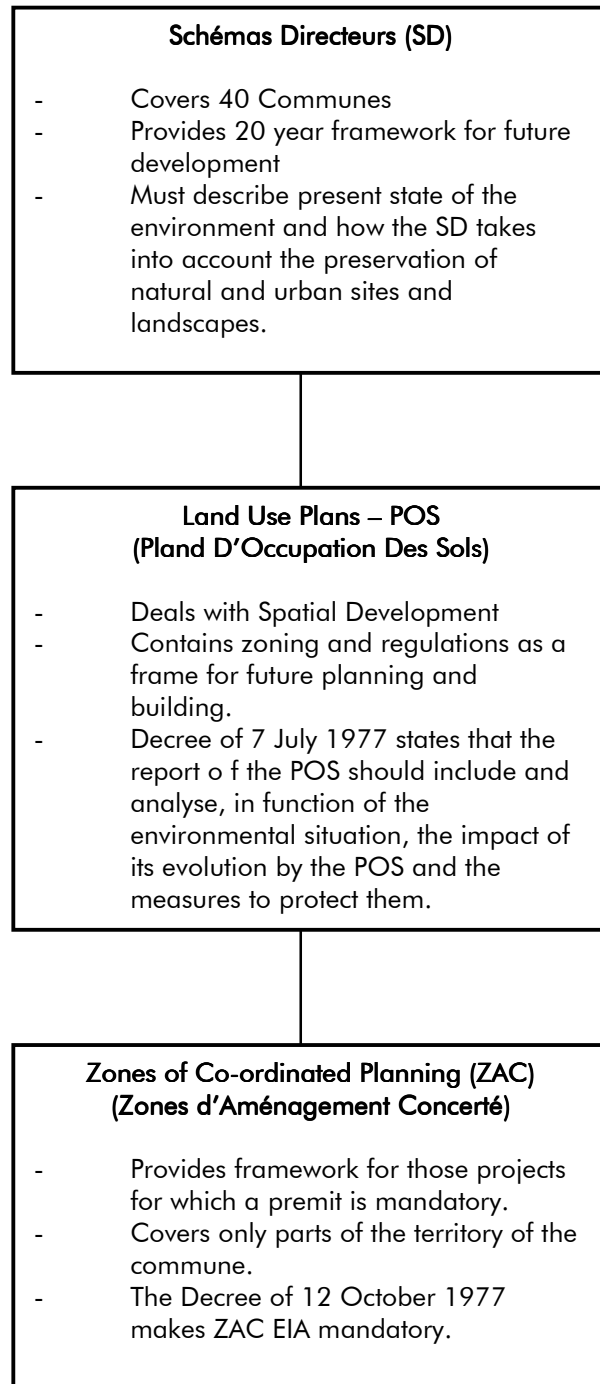 Schémas Directeurs (SD)
- Covers 40 Communes
- Provides 20 year framework for future
development
- Must describe present state of the
environment and how the SD takes
into account the preservation of
natural and urban sites and
landscapes.
Land Use Plans – POS
(Pland D’Occupation Des Sols)
- Deals with Spatial Development
- Contains zoning and regulations as a
frame for future planning and
building.
- Decree of 7 July 1977 states that the
report o f the POS should include and
analyse, in function of the
environmental situation, the impact of
its evolution by the POS and the
measures to protect them.
Zones of Co-ordinated Planning (ZAC)
(Zones d’Aménagement Concerté)
- Provides framework for those projects
for which a premit is mandatory.
- Covers only parts of the territory of the
commune.
- The Decree of 12 October 1977
makes ZAC EIA mandatory.